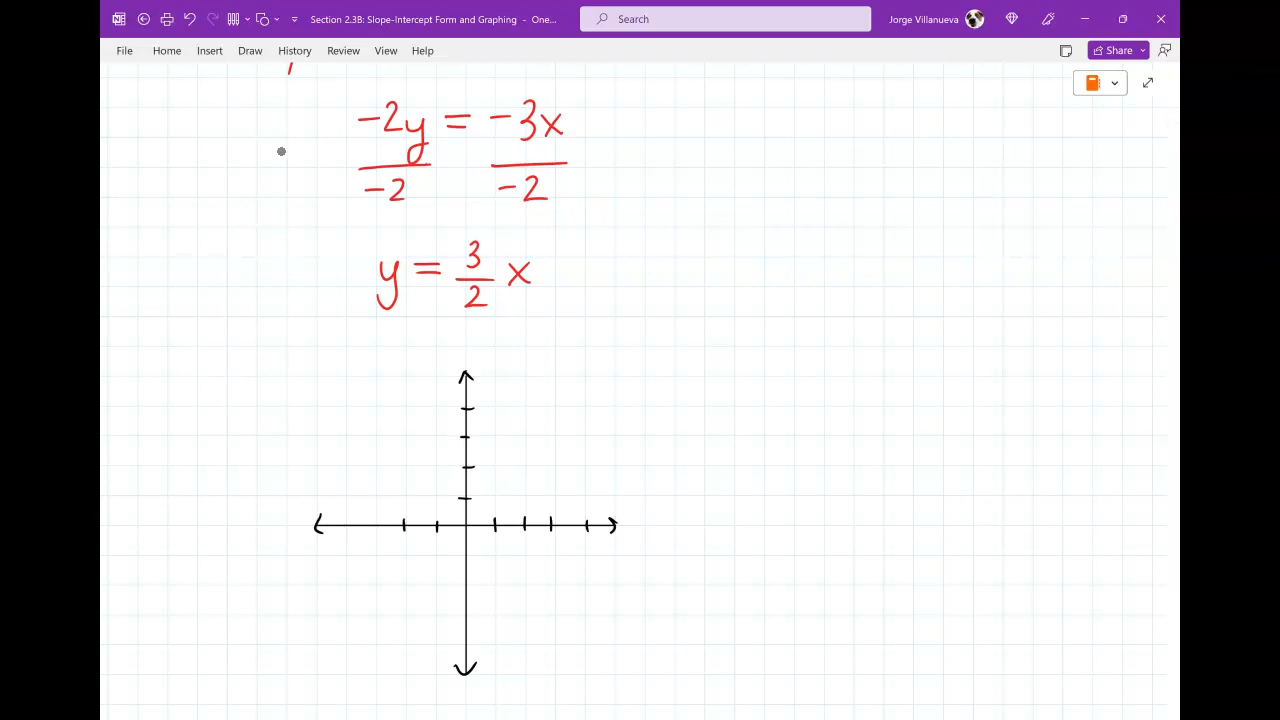 Section 2.3B: Slope-Intercept Form and Graphing - One...
Search
Jorge Villanueva
File Home Insert Draw History Review View Help
Share
-2y = -3x
-2 -2
y = 3/2 x